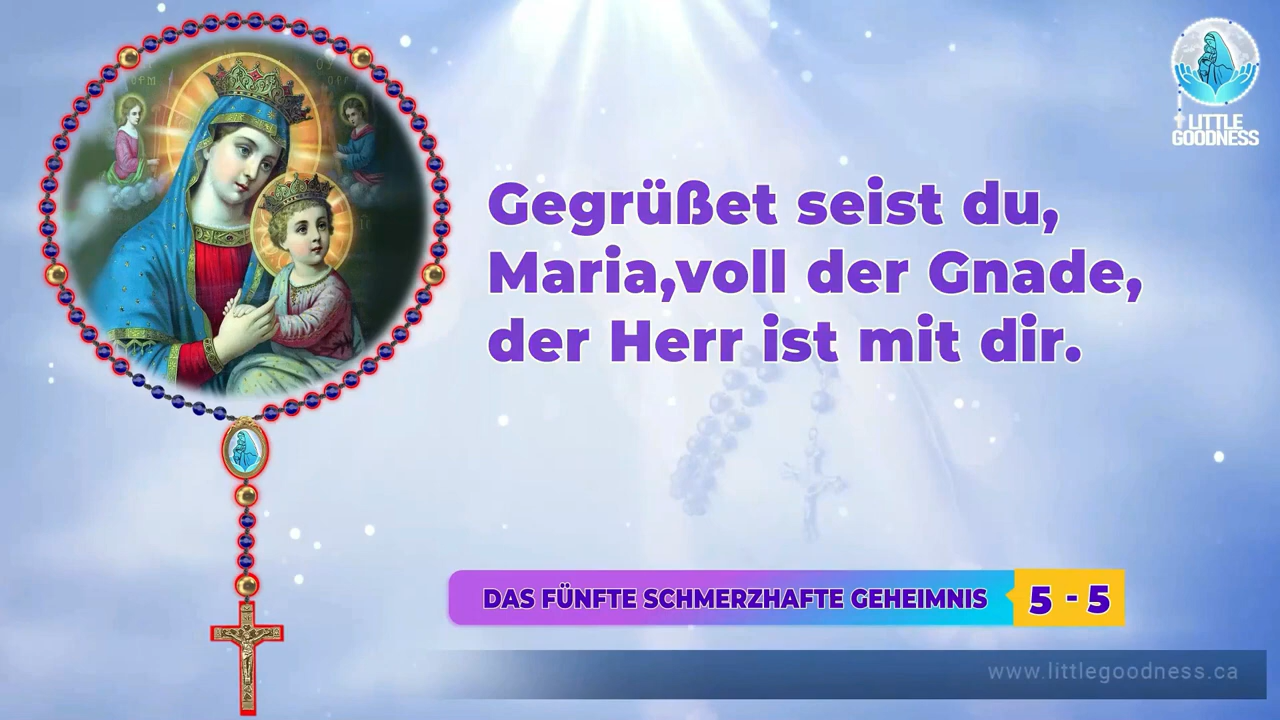 LITTLE
GOODNESS
Gegrüßet seist du,
Maria,voll der Gnade,
der Herr ist mit dir.
DAS FÜNFTE SCHMERZHAFTE GEHEIMNIS 5 - 5
www.littlegoodness.ca